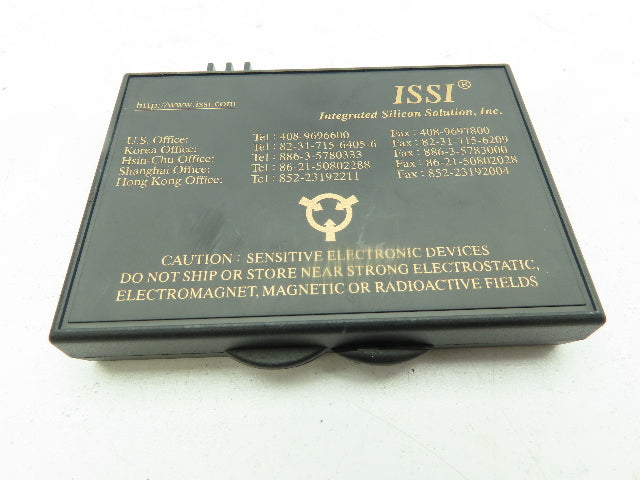 http://www.issi.com
ISSI®
Integrated Silicon Solution, Inc.
U.S. Office: Tel : 408-9696600 Fax : 408-9697800
Korea Office: Tel : 82-31-715-6405-6 Fax : 82-31-715-6209
Hsin-Chu Office: Tel : 886-3-5780333 Fax : 886-3-5783000
Shanghai Office: Tel : 86-21-50802288 Fax : 86-21-50802028
Hong Kong Office: Tel : 852-23192211 Fax : 852-23192004
CAUTION : SENSITIVE ELECTRONIC DEVICES
DO NOT SHIP OR STORE NEAR STRONG ELECTROSTATIC,
ELECTROMAGNET, MAGNETIC OR RADIOACTIVE FIELDS